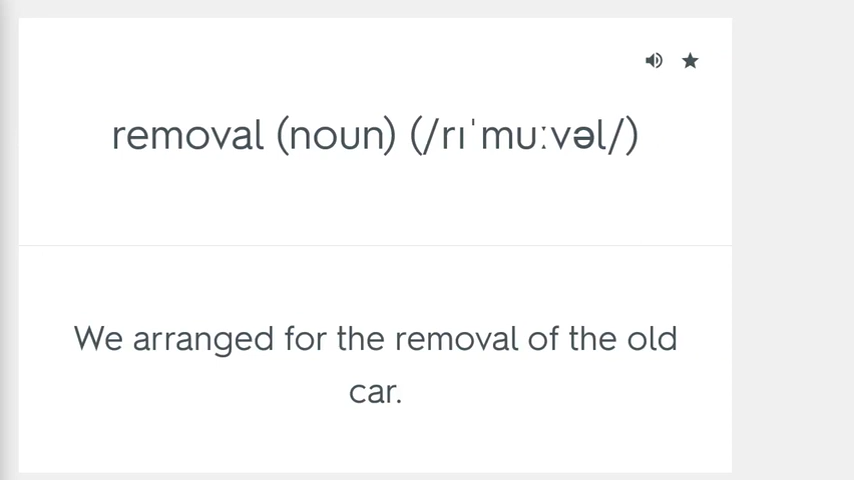 removal (noun) (/rɪˈmuːvəl/)
We arranged for the removal of the old
car.